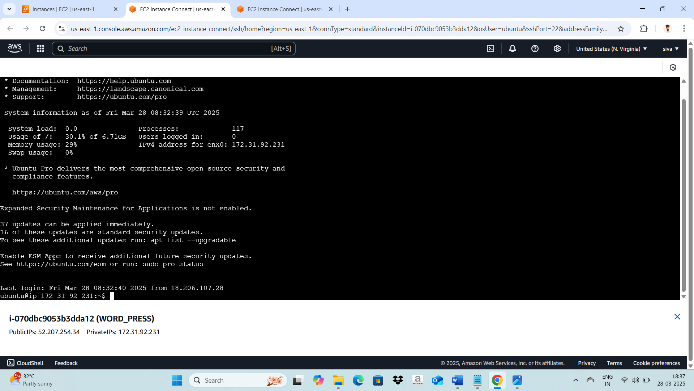 Instances | EC2 | us-east-1
EC2 Instance Connect | us-east-
EC2 Instance Connect | us-east-
us-east-1.console.aws.amazon.com/ec2-instance-connect/ssh/home?region=us-east-1&connType=standard&instanceId=i-070dbc9053b3dda12&osUser=ubuntu&sshPort=22&addressFamily...
aws
Search
[Alt+S]
United States (N. Virginia)
siva
* Documentation: https://help.ubuntu.com
* Management: https://landscape.canonical.com
* Support: https://ubuntu.com/pro
System information as of Fri Mar 28 08:32:39 UTC 2025
System load: 0.0 Processes: 117
Usage of /: 30.1% of 6.71GB Users logged in: 0
Memory usage: 29% IPv4 address for enX0: 172.31.92.231
Swap usage: 0%
* Ubuntu Pro delivers the most comprehensive open source security and
compliance features.
https://ubuntu.com/aws/pro
Expanded Security Maintenance for Applications is not enabled.
37 updates can be applied immediately.
16 of these updates are standard security updates.
To see these additional updates run: apt list --upgradable
Enable ESM Apps to receive additional future security updates.
See https://ubuntu.com/esm or run: sudo pro status
Last login: Fri Mar 28 08:32:40 2025 from 18.206.107.28
ubuntu@ip-172-31-92-231:~$
i-070dbc9053b3dda12 (WORD_PRESS)
PublicIPs: 52.207.254.34 PrivateIPs: 172.31.92.231
CloudShell
Feedback
© 2025, Amazon Web Services, Inc. or its affiliates.
Privacy
Terms
Cookie preferences
32°C
Partly sunny
Search
ENG
IN
18:37
28-03-2025